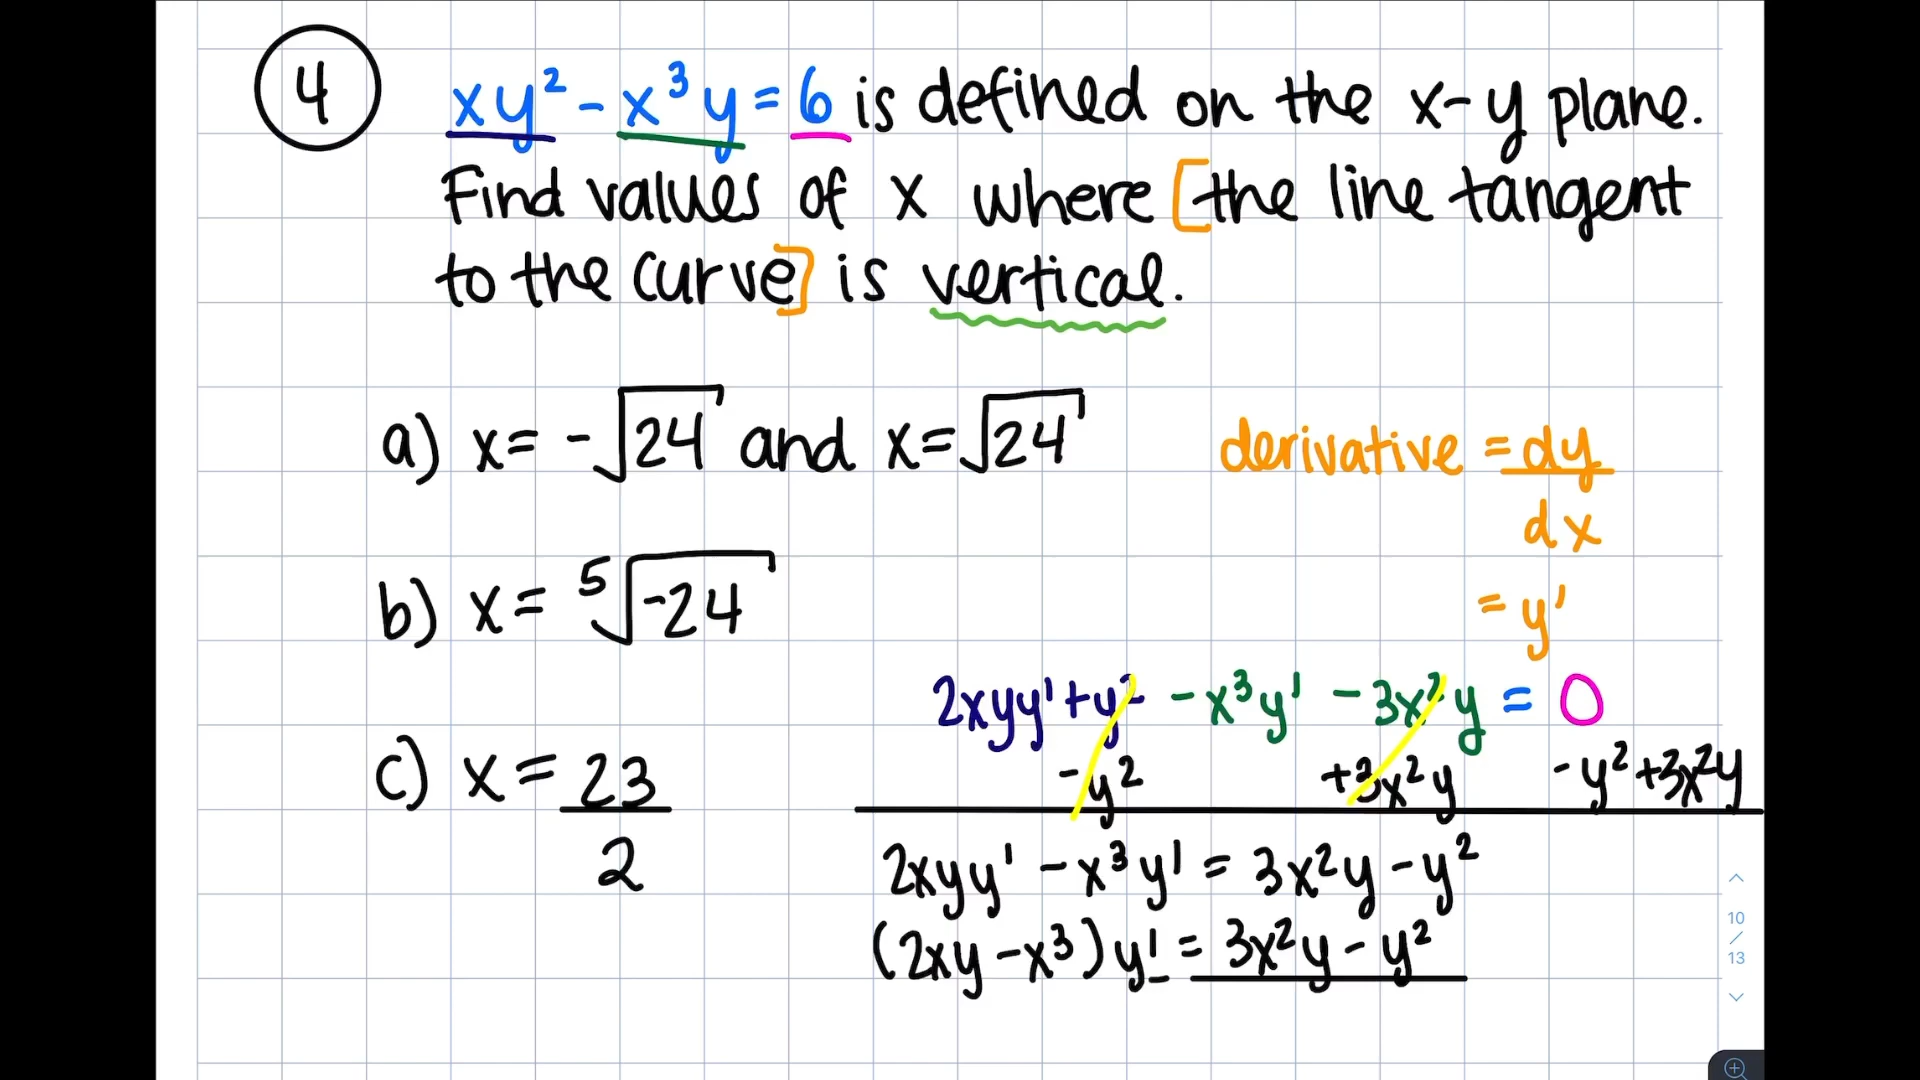 4
xy² - x³y = 6 is defined on the x-y plane.
Find values of x where [the line tangent
to the curve] is vertical.
a) x = -√24 and x = √24
derivative = dy
dx
= y'
b) x = ⁵√-24
2xyy' + y² - x³y' - 3x²y = 0
-y² +3x²y -y² +3x²y
c) x = 23
2
2xyy' - x³y' = 3x²y - y²
(2xy - x³) y' = 3x²y - y²
10
/
13